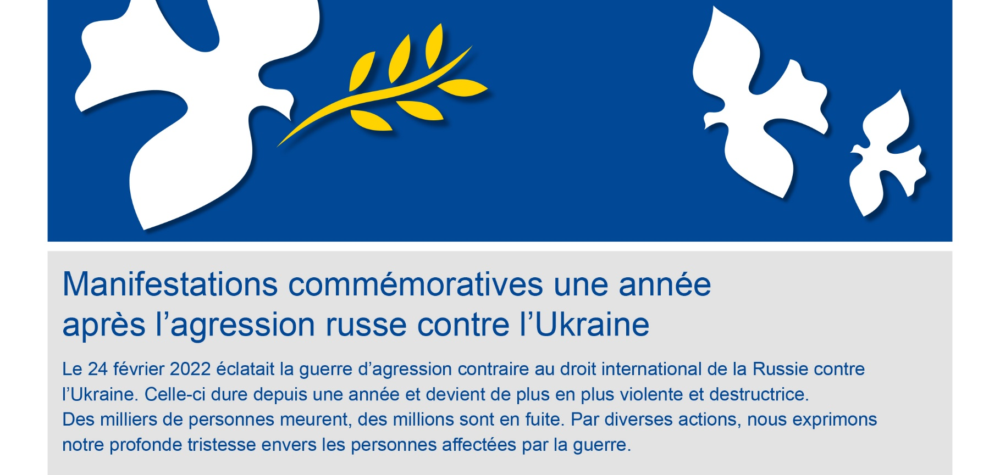 Manifestations commémoratives une année
après l’agression russe contre l’Ukraine
Le 24 février 2022 éclatait la guerre d’agression contraire au droit international de la Russie contre
l’Ukraine. Celle-ci dure depuis une année et devient de plus en plus violente et destructrice.
Des milliers de personnes meurent, des millions sont en fuite. Par diverses actions, nous exprimons
notre profonde tristesse envers les personnes affectées par la guerre.